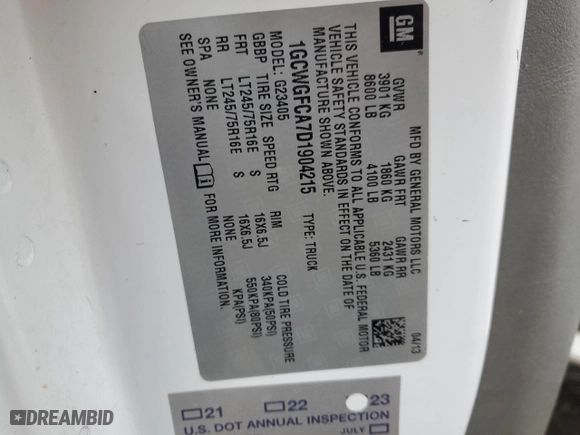 GM
MFD BY GENERAL MOTORS LLC
04/13
GVWR GAWR FRT GAWR RR
3901 KG 1860 KG 2431 KG
8600 LB 4100 LB 5360 LB
THIS VEHICLE CONFORMS TO ALL APPLICABLE U.S. FEDERAL MOTOR
VEHICLE SAFETY STANDARDS IN EFFECT ON THE DATE OF
MANUFACTURE SHOWN ABOVE.
1GCWGFCA7D1904215 TYPE: TRUCK
MODEL: G23405
GBBP TIRE SIZE SPEED RTG RIM COLD TIRE PRESSURE
FRT LT245/75R16E S 16X6.5J 340KPA(50PSI)
RR LT245/75R16E S 16X6.5J 550KPA(80PSI)
SPA NONE NONE KPA(PSI)
SEE OWNER'S MANUAL i FOR MORE INFORMATION.
21 22 23
U.S. DOT ANNUAL INSPECTION
JULY
DREAMBID